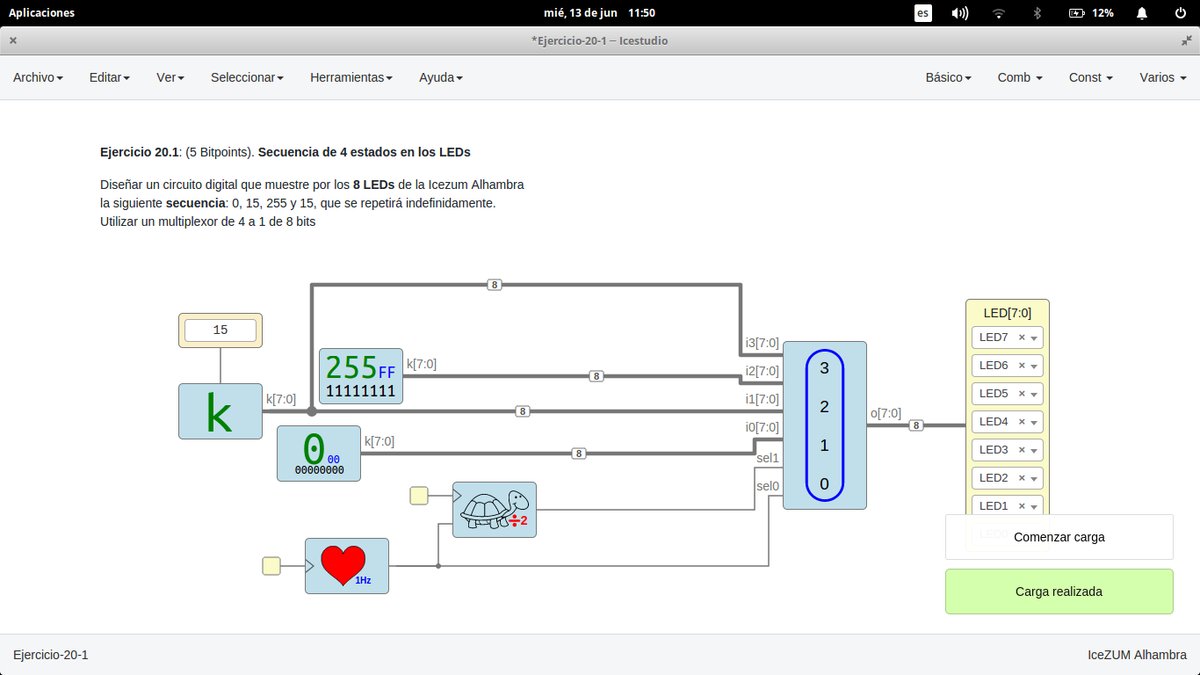 Aplicaciones
mié, 13 de jun 11:50
es
12%
*Ejercicio-20-1 – Icestudio
Archivo Editar Ver Seleccionar Herramientas Ayuda Básico Comb Const Varios
Ejercicio 20.1: (5 Bitpoints). Secuencia de 4 estados en los LEDs
Diseñar un circuito digital que muestre por los 8 LEDs de la Icezum Alhambra
la siguiente secuencia: 0, 15, 255 y 15, que se repetirá indefinidamente.
Utilizar un multiplexor de 4 a 1 de 8 bits
8
15
k
k[7:0]
255FF
11111111
k[7:0]
8
8
0 00
00000000
k[7:0]
8
÷2
1Hz
i3[7:0]
i2[7:0]
i1[7:0]
i0[7:0]
sel1
sel0
3
2
1
0
o[7:0]
8
LED[7:0]
LED7
LED6
LED5
LED4
LED3
LED2
LED1
Comenzar carga
Carga realizada
Ejercicio-20-1
IceZUM Alhambra